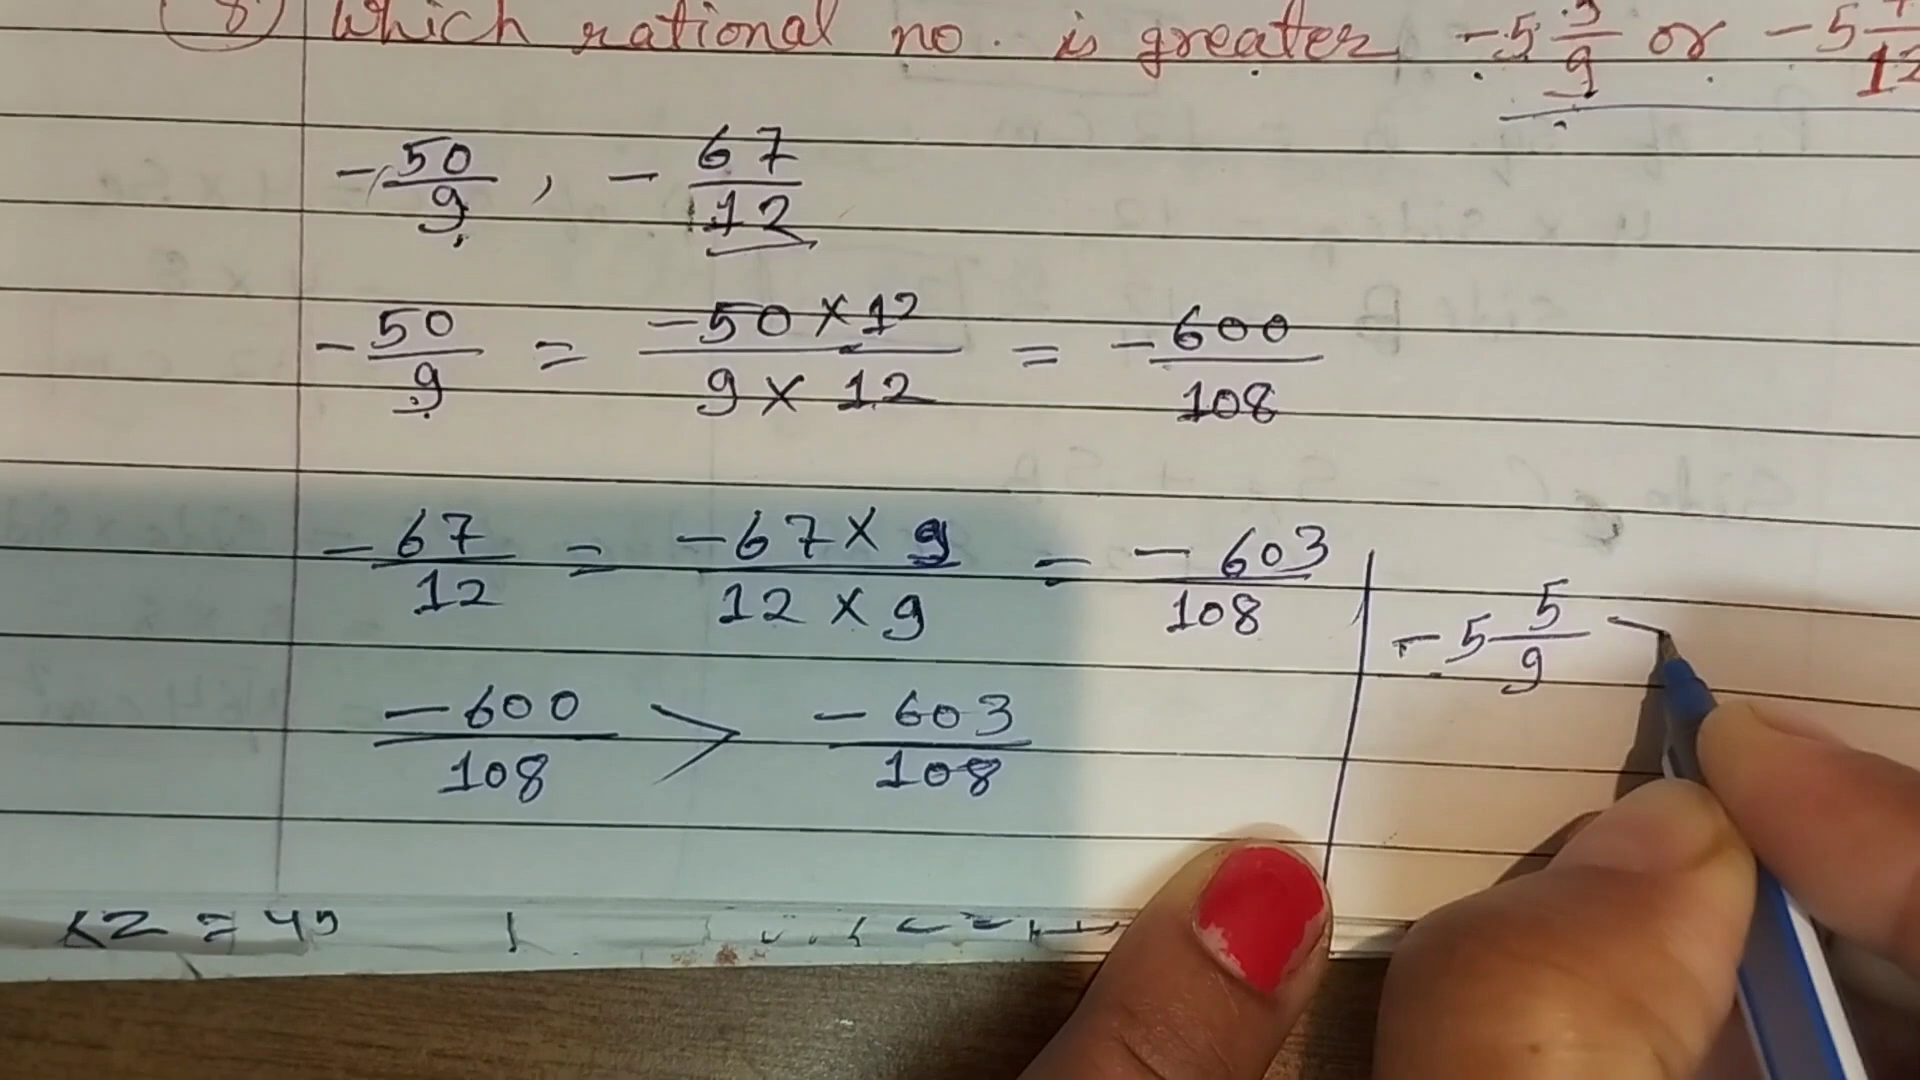 8) Which rational no. is greater -5 5/9 or -5 7/12
-50/9, -67/12
-50/9 = -50×12/9×12 = -600/108
-67/12 = -67×9/12×9 = -603/108
-600/108 > -603/108
-5 5/9